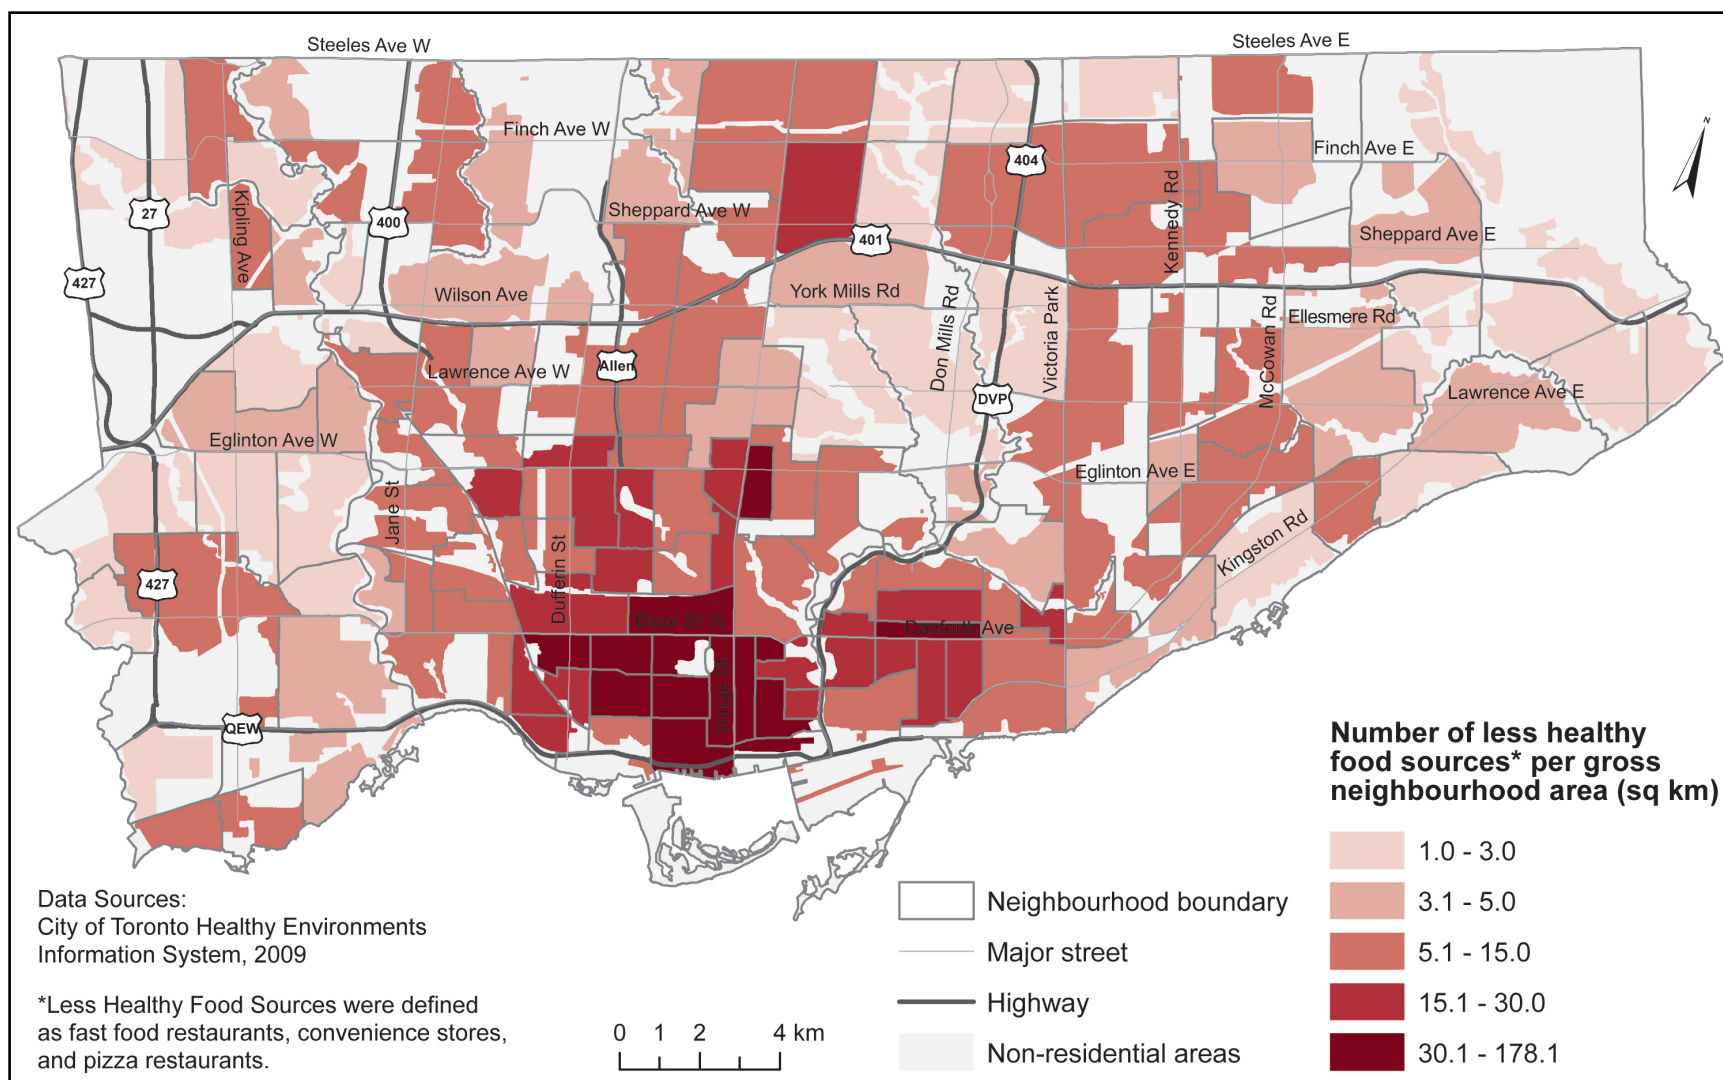 Steeles Ave W
Steeles Ave E
N
Finch Ave W
Finch Ave E
404
27
Kipling Ave
400
Sheppard Ave W
Kennedy Rd
Sheppard Ave E
401
427
Wilson Ave
York Mills Rd
Don Mills Rd
Victoria Park
McCowan Rd
Ellesmere Rd
Lawrence Ave W
Allen
DVP
Lawrence Ave E
Eglinton Ave W
Eglinton Ave E
Jane St
Dufferin St
Kingston Rd
427
Bloor St W
Danforth Ave
Yonge St
QEW
Number of less healthy
food sources* per gross
neighbourhood area (sq km)
1.0 - 3.0
3.1 - 5.0
5.1 - 15.0
15.1 - 30.0
30.1 - 178.1
Neighbourhood boundary
Major street
Highway
Non-residential areas
Data Sources:
City of Toronto Healthy Environments
Information System, 2009
*Less Healthy Food Sources were defined
as fast food restaurants, convenience stores,
and pizza restaurants.
0 1 2 4 km